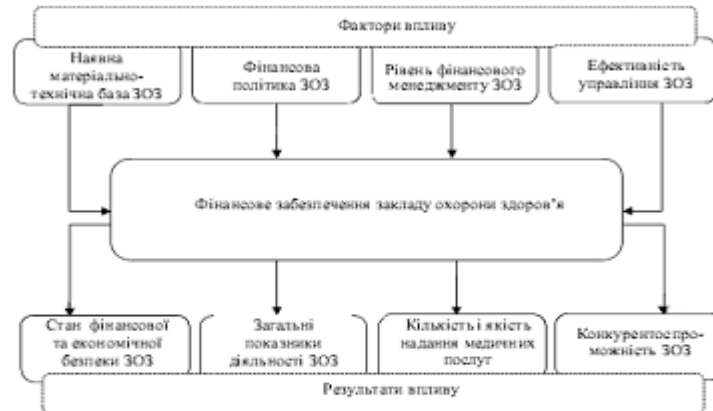 Фактори впливу
Наявна
матеріально-
технічна база ЗОЗ
Фінансова
політика ЗОЗ
Рівень фінансового
менеджменту ЗОЗ
Ефективність
управління ЗОЗ
Фінансове забезпечення закладу охорони здоров'я
Стан фінансової
та економічної
безпеки ЗОЗ
Загальні
показники
діяльності ЗОЗ
Кількість і якість
надання медичних
послуг
Конкурентоспро-
можність ЗОЗ
Результати впливу